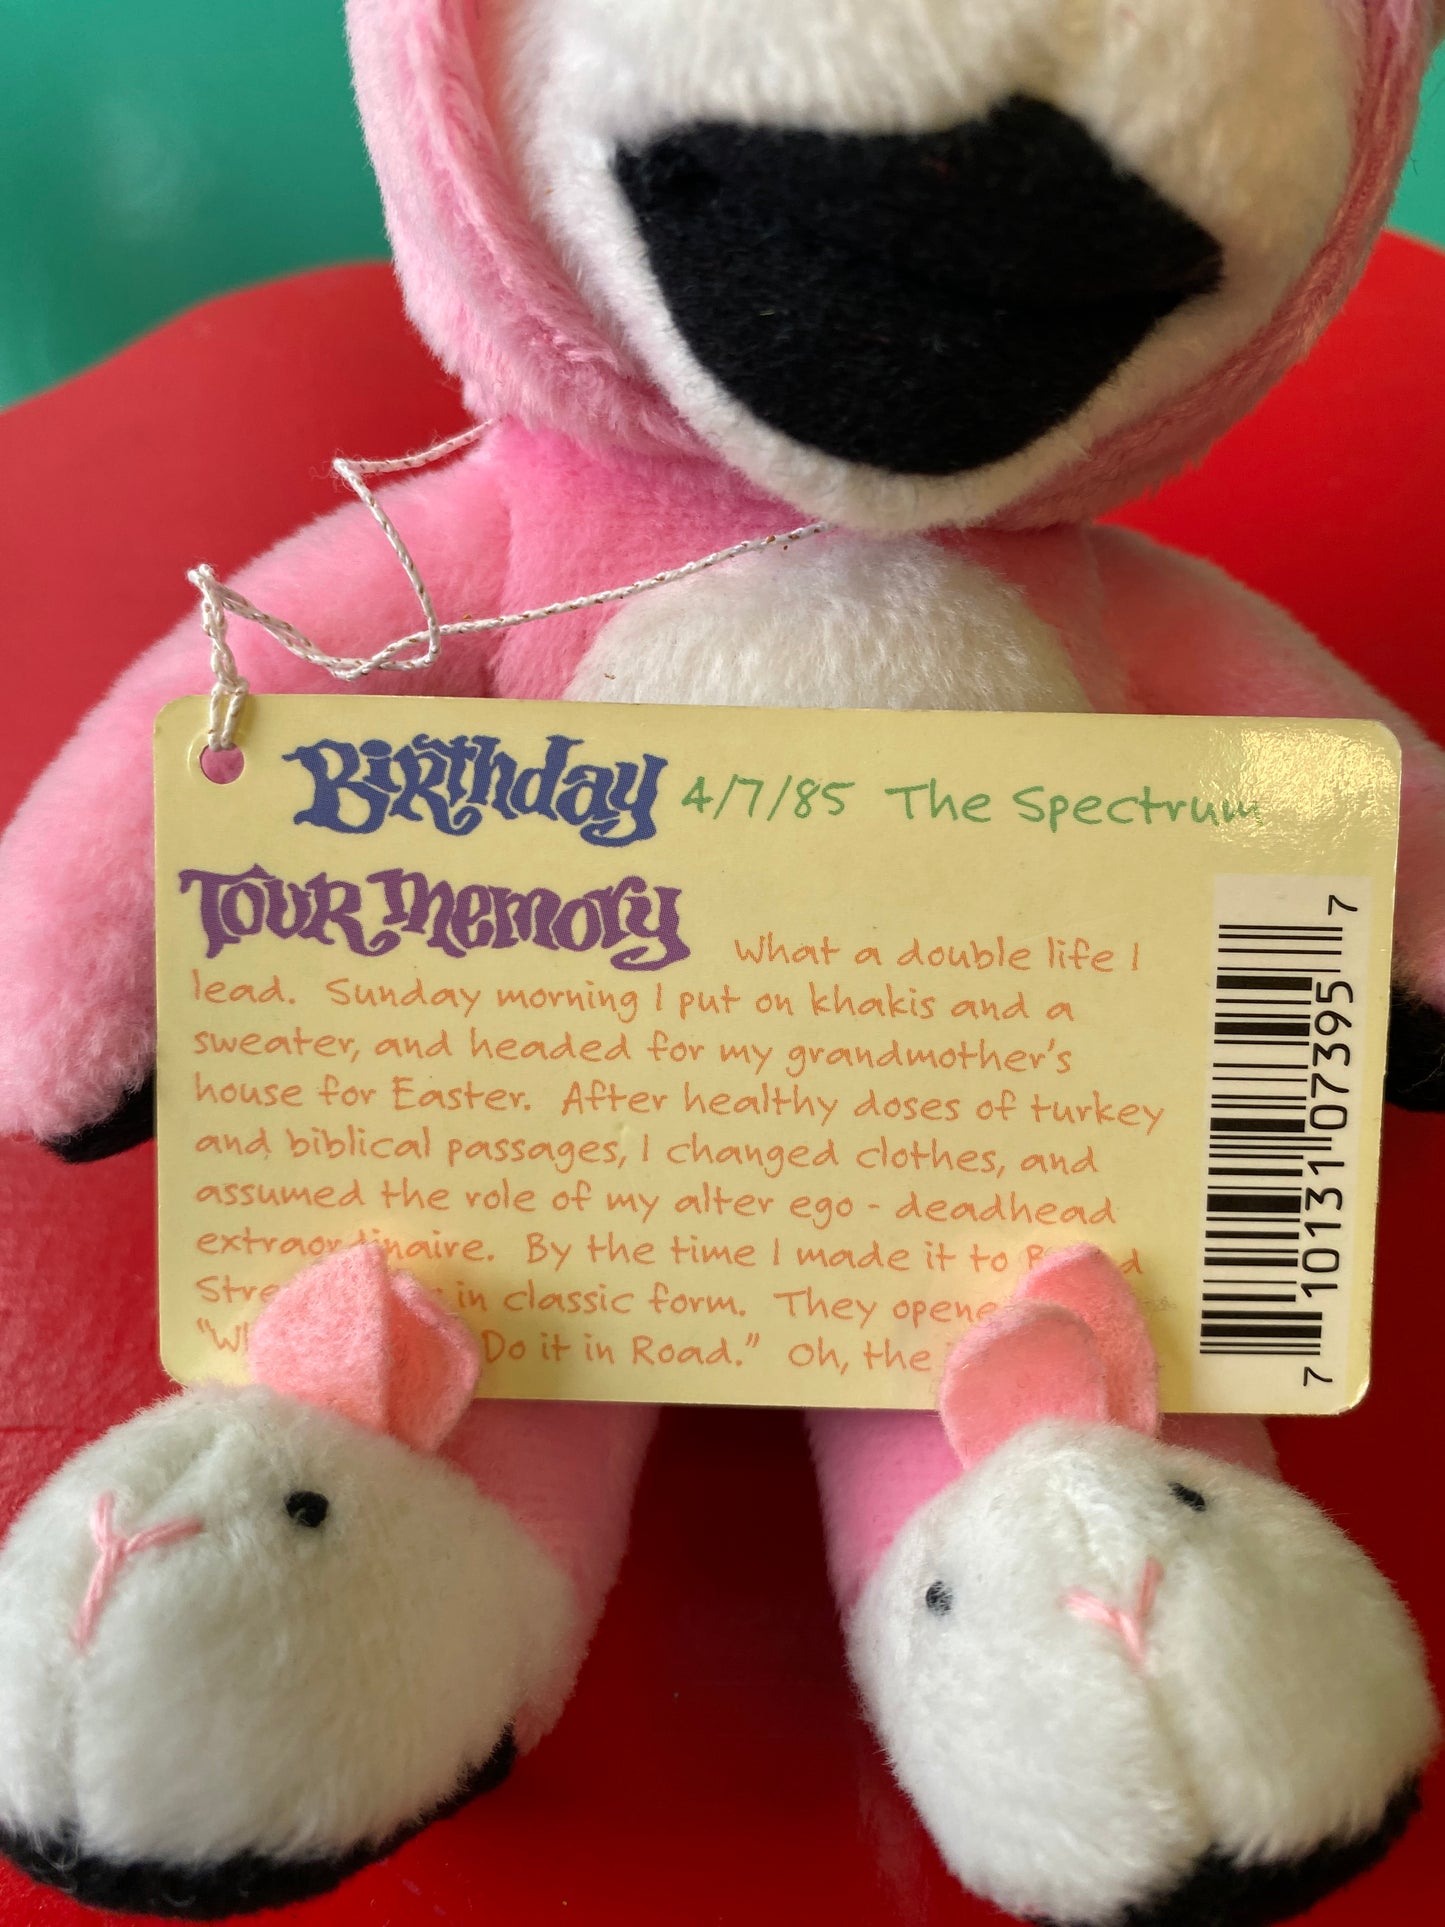 Birthday 4/7/85 The Spectrum
Tour Memory What a double life I
lead. Sunday morning I put on khakis and a
sweater, and headed for my grandmother's
house for Easter. After healthy doses of turkey
and biblical passages, I changed clothes, and
assumed the role of my alter ego - deadhead
extraordinaire. By the time I made it to
in classic form. They
Do it in Road." Oh, the
7 10131 07395 7